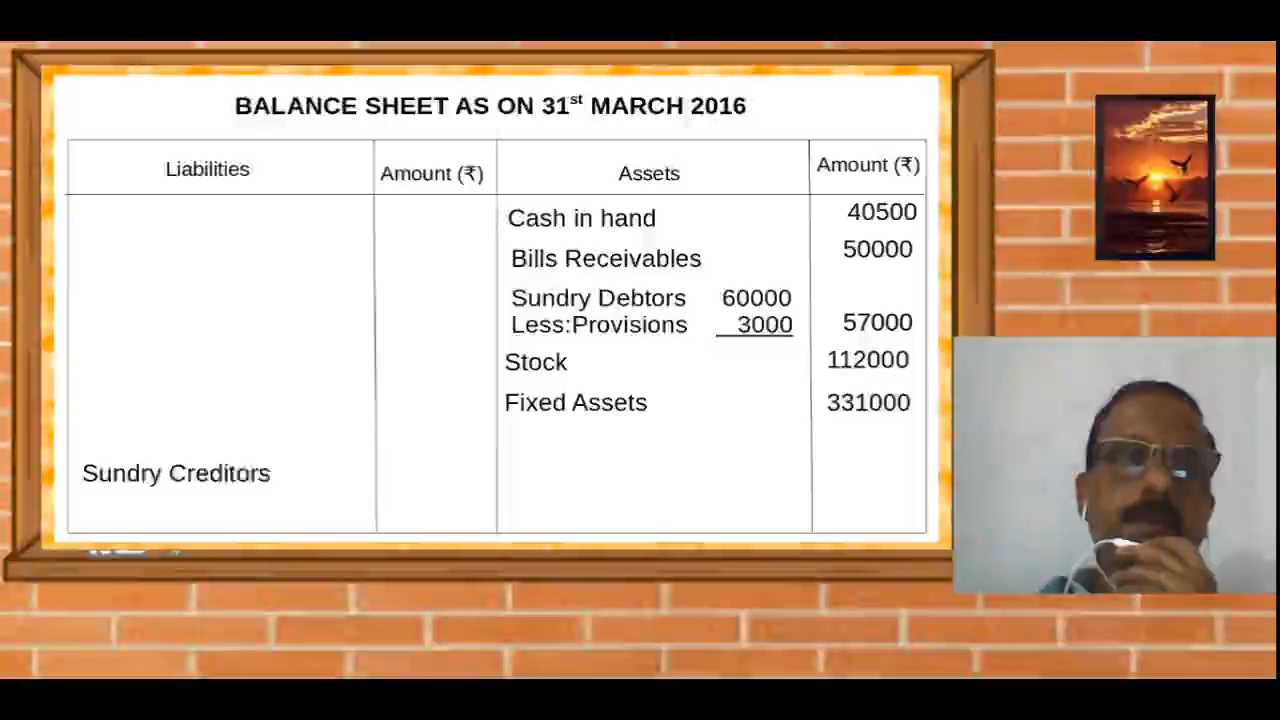 BALANCE SHEET AS ON 31st MARCH 2016
Liabilities Amount (₹) Assets Amount (₹)
Cash in hand 40500
Bills Receivables 50000
Sundry Debtors 60000
Less:Provisions 3000 57000
Stock 112000
Fixed Assets 331000
Sundry Creditors